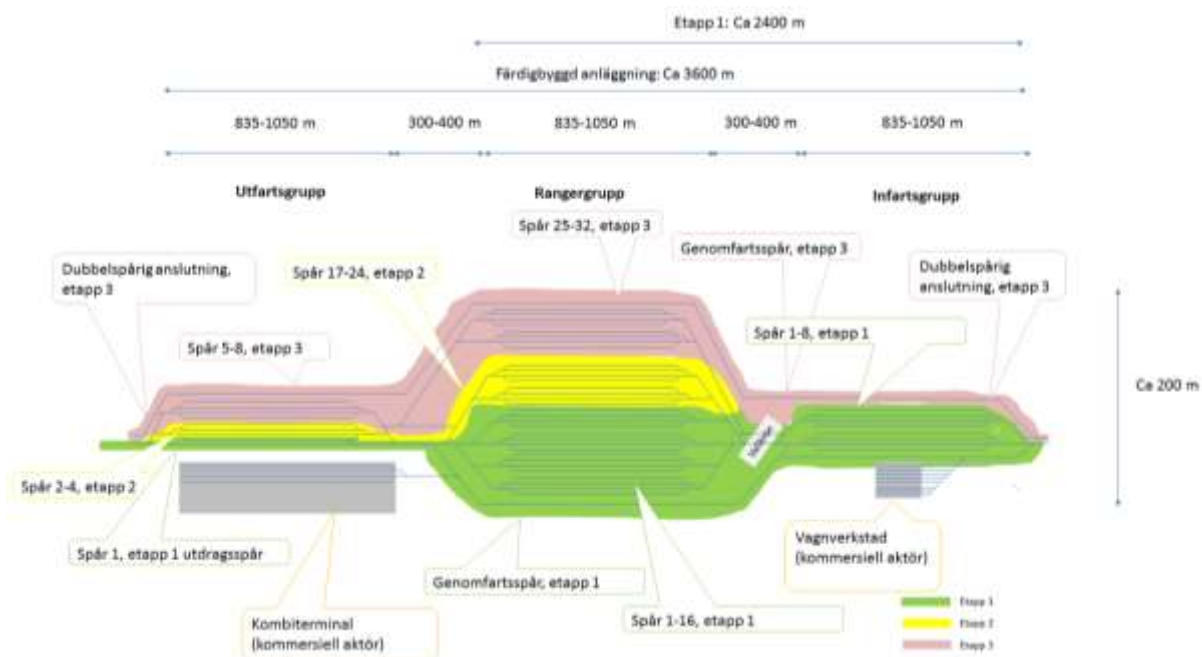 Etapp 1: Ca 2400 m
Färdigbyggd anläggning: Ca 3600 m
835-1050 m
300-400 m
835-1050 m
300-400 m
835-1050 m
Utfartsgrupp
Rangergrupp
Infartsgrupp
Spår 25-32, etapp 3
Genomfartsspår, etapp 3
Dubbelspårig anslutning,
etapp 3
Spår 17-24, etapp 2
Dubbelspårig
anslutning, etapp 3
Spår 5-8, etapp 3
Spår 1-8, etapp 1
Ca 200 m
Spår 2-4, etapp 2
Spår 1, etapp 1 utdragsspår
Genomfartsspår, etapp 1
Vagnverkstad
(kommersiell aktör)
Kombiterminal
(kommersiell aktör)
Spår 1-16, etapp 1
Etapp 1
Etapp 2
Etapp 3